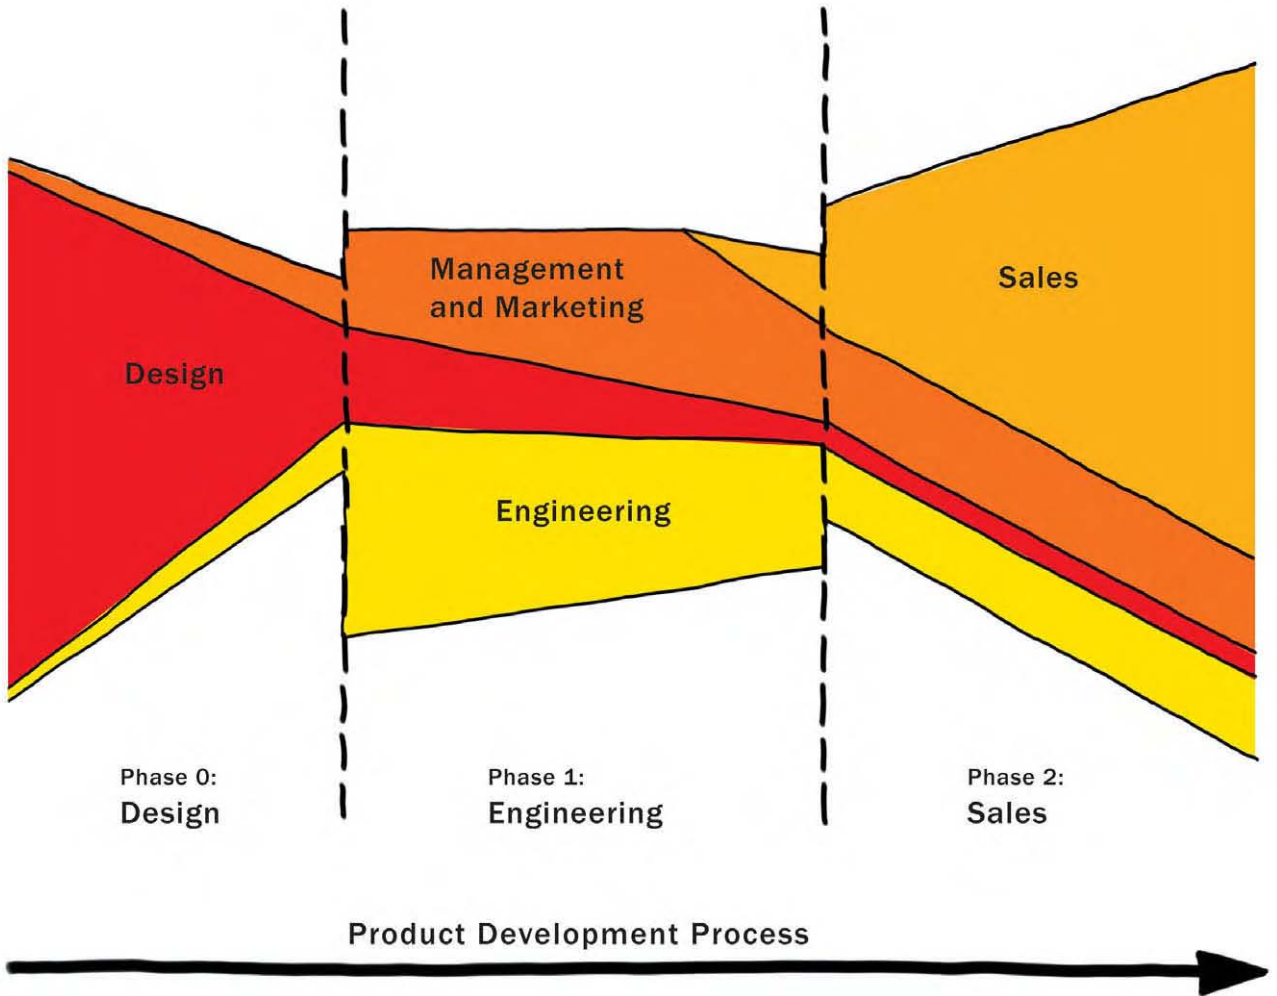 Management
and Marketing
Sales
Design
Engineering
Phase 0:
Design
Phase 1:
Engineering
Phase 2:
Sales
Product Development Process